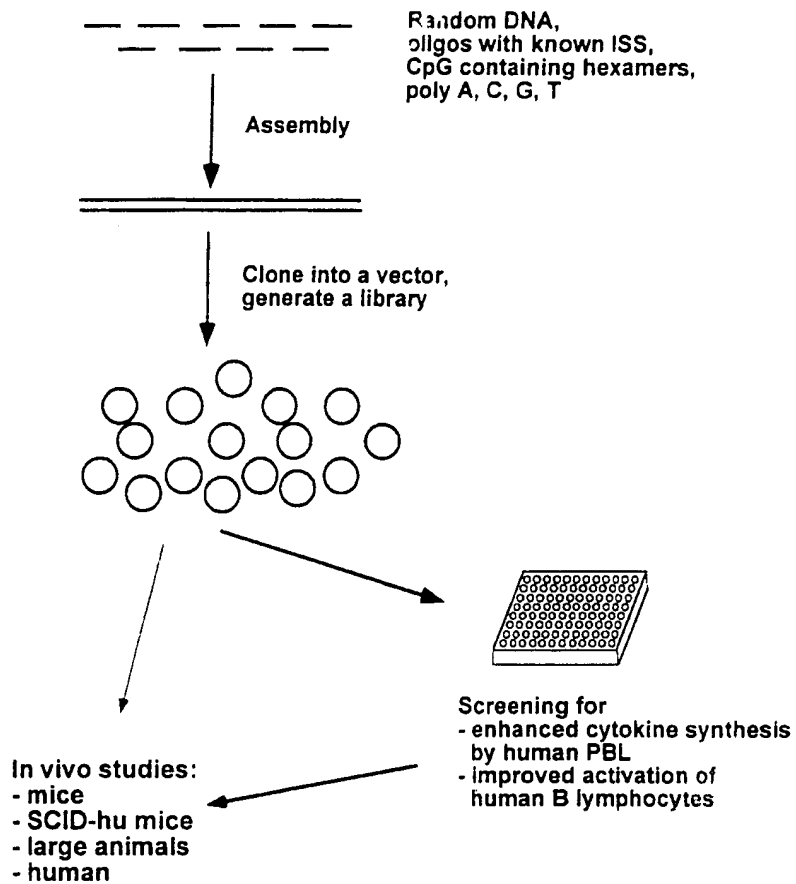 Random DNA,
oligos with known ISS,
CpG containing hexamers,
poly A, C, G, T
Assembly
Clone into a vector,
generate a library
Screening for
- enhanced cytokine synthesis
by human PBL
- improved activation of
human B lymphocytes
In vivo studies:
- mice
- SCID-hu mice
- large animals
- human